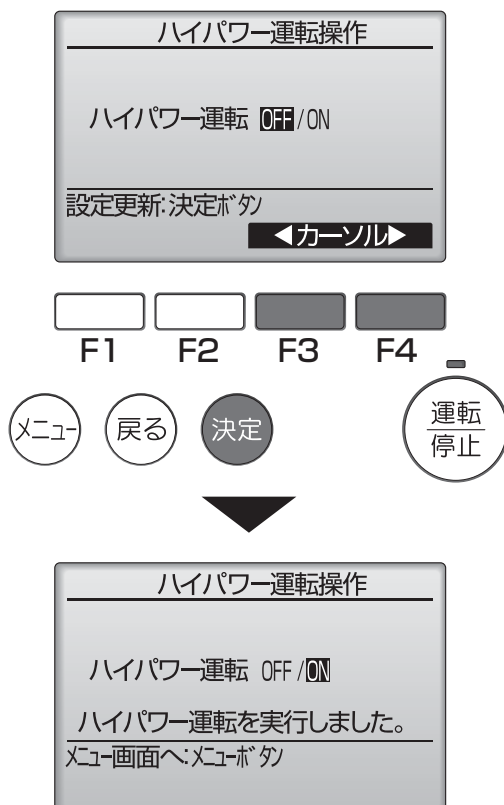 ハイパワー運転操作
ハイパワー運転 OFF/ON
設定更新:決定ボタン
◀カーソル▶
F1 F2 F3 F4
メニュー 戻る 決定 運転
停止
ハイパワー運転操作
ハイパワー運転 OFF/ON
ハイパワー運転を実行しました。
メニュー画面へ:メニューボタン